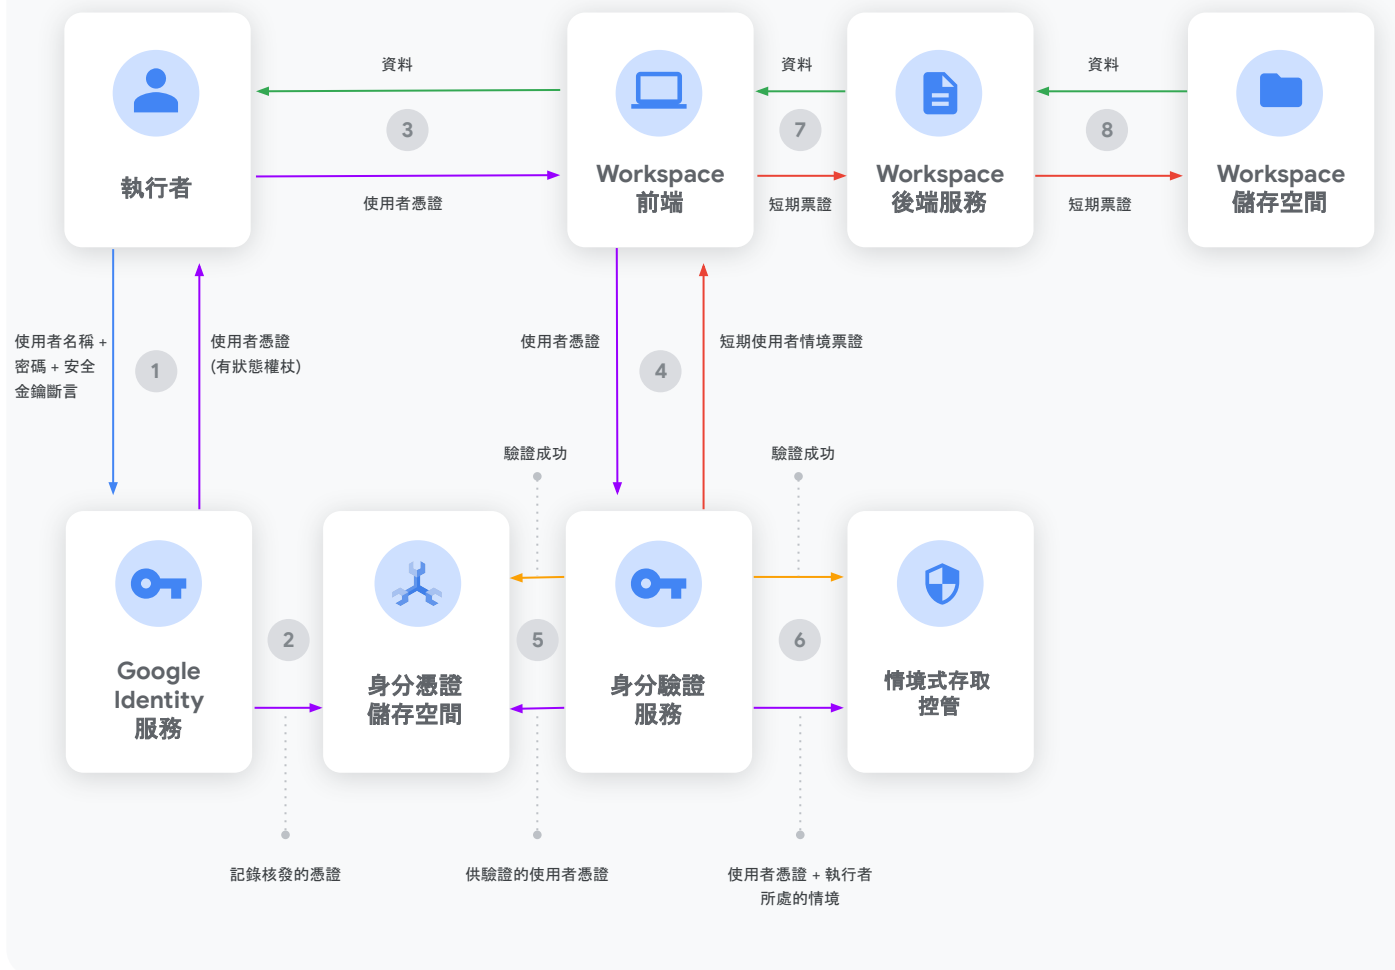 資料
資料
資料
3
7
8
執行者
Workspace
前端
Workspace
後端服務
Workspace
儲存空間
使用者憑證
短期票證
短期票證
使用者名稱 +
密碼 + 安全
金鑰斷言
1
使用者憑證
(有狀態權杖)
使用者憑證
4
短期使用者情境票證
驗證成功
驗證成功
2
5
6
Google
Identity
服務
身分憑證
儲存空間
身分驗證
服務
情境式存取
控管
記錄核發的憑證
供驗證的使用者憑證
使用者憑證 + 執行者
所處的情境